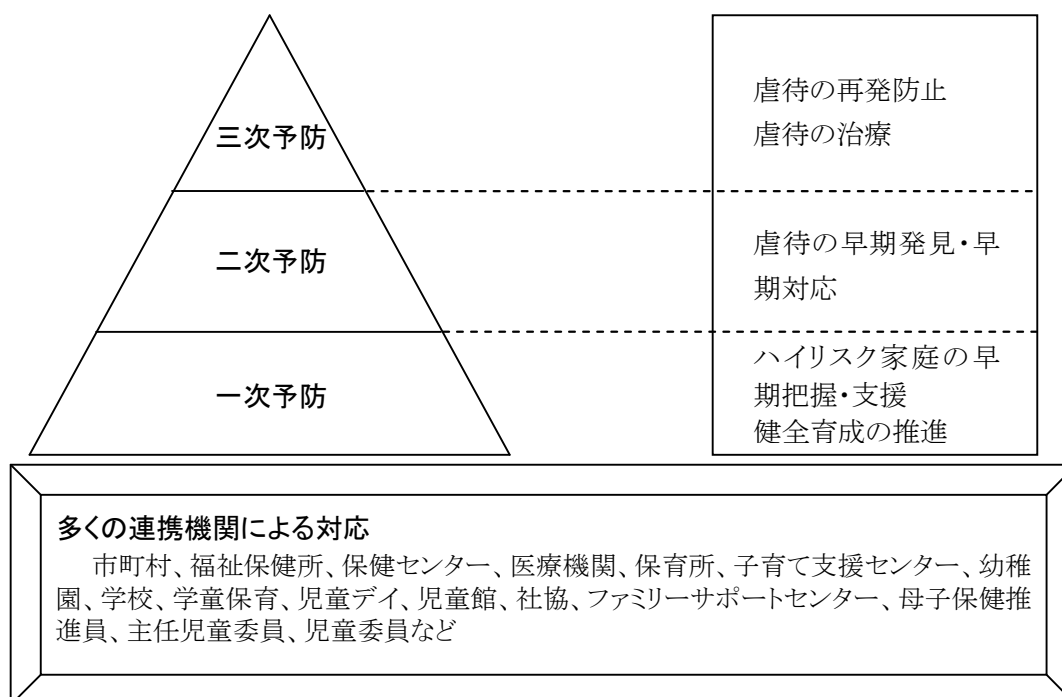 三次予防
虐待の再発防止
虐待の治療
二次予防
虐待の早期発見・早
期対応
一次予防
ハイリスク家庭の早
期把握・支援
健全育成の推進
多くの連携機関による対応
市町村、福祉保健所、保健センター、医療機関、保育所、子育て支援センター、幼稚
園、学校、学童保育、児童デイ、児童館、社協、ファミリーサポートセンター、母子保健推
進員、主任児童委員、児童委員など